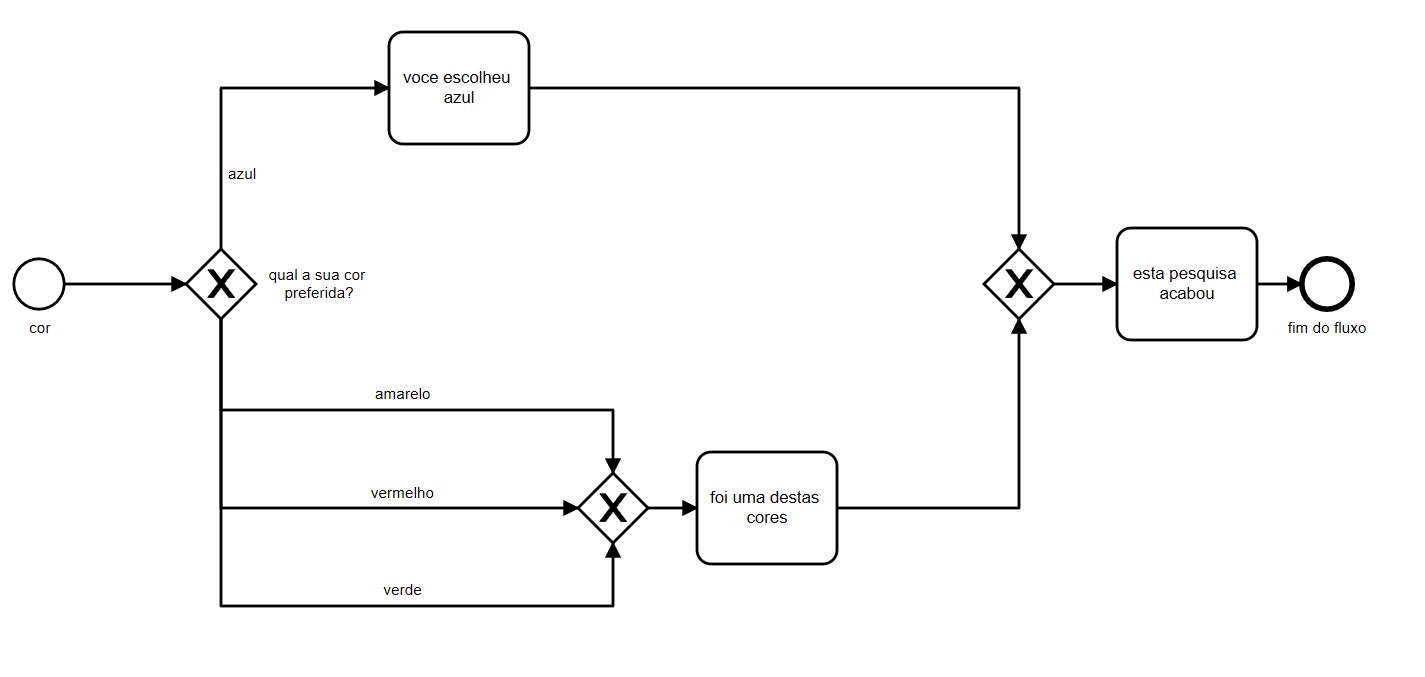 voce escolheu
azul
azul
qual a sua cor
preferida?
cor
esta pesquisa
acabou
fim do fluxo
amarelo
vermelho
foi uma destas
cores
verde